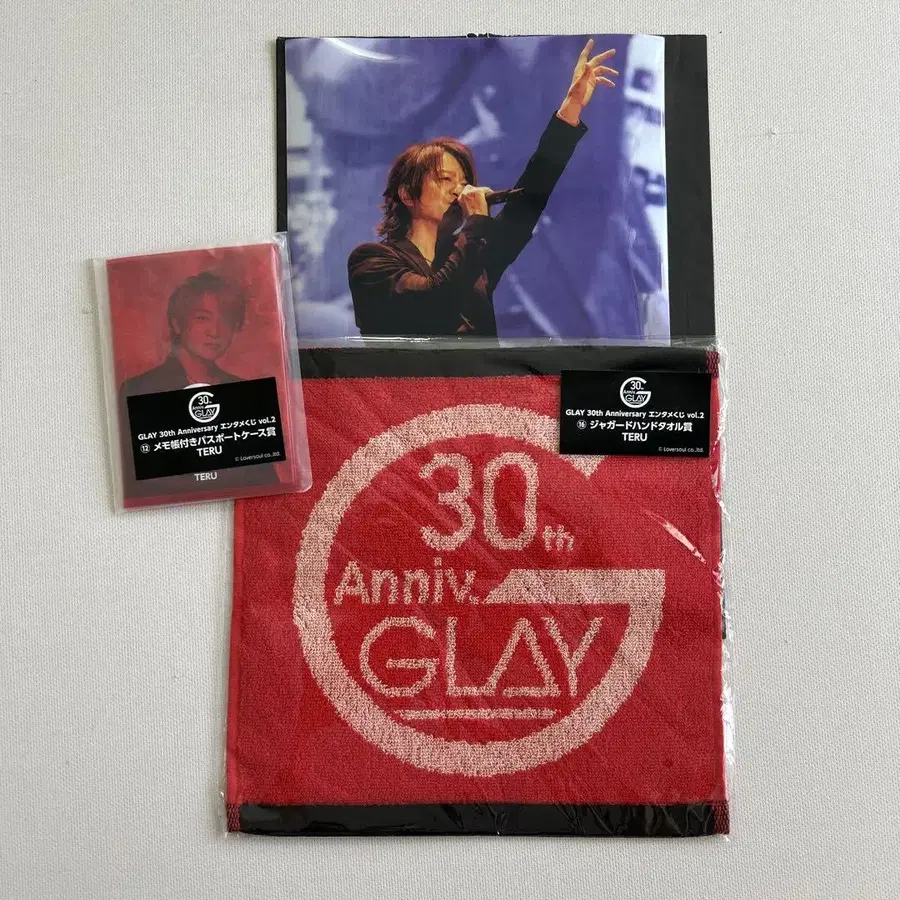 30th
Anniv.
GLAY
GLAY 30th Anniversary エンタメくじ vol.2
⑫ メモ帳付きパスポートケース賞
TERU
© Loversoul co.,ltd.
TERU
30th
Anniv.
GLAY
GLAY 30th Anniversary エンタメくじ vol.2
⑯ ジャガードハンドタオル賞
TERU
© Loversoul co.,ltd.
30th
Anniv.
GLAY